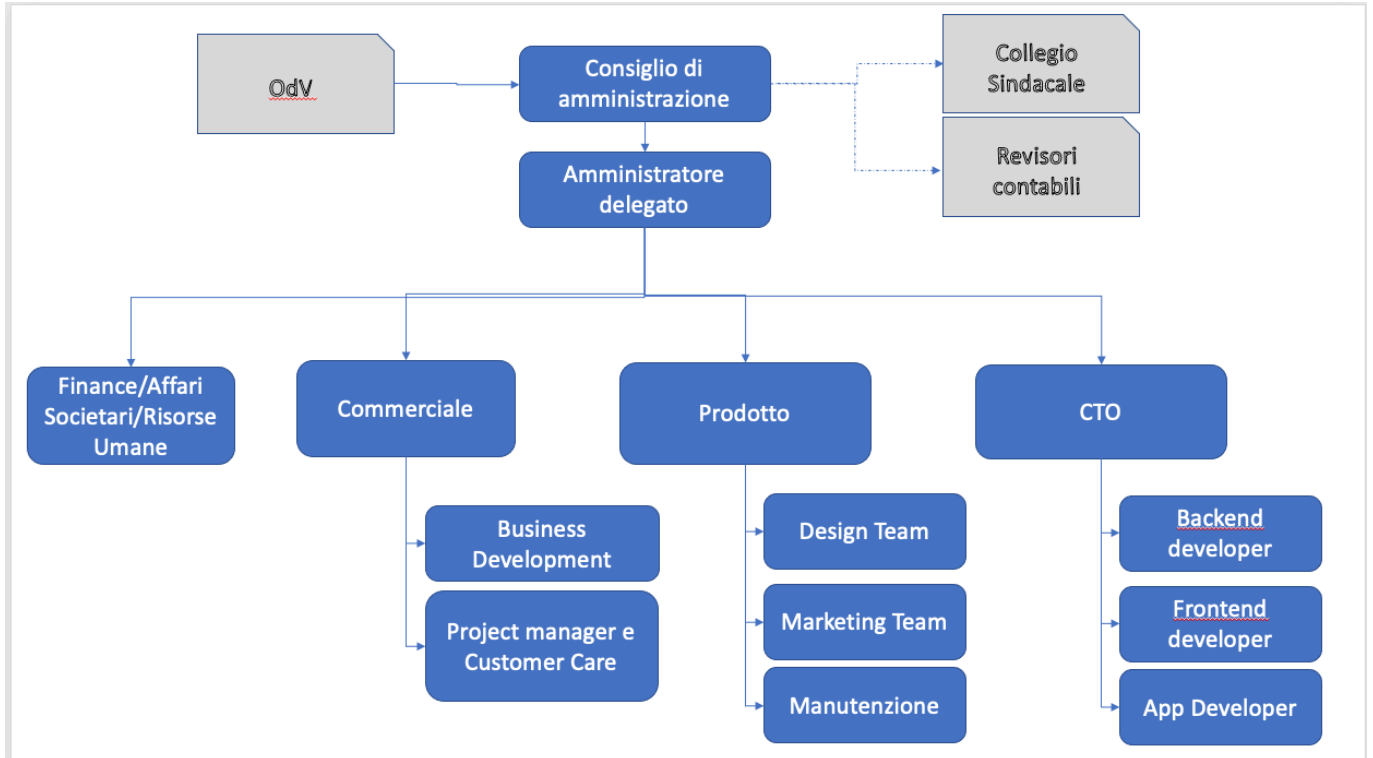 OdV
Consiglio di
amministrazione
Collegio
Sindacale
Revisori
contabili
Amministratore
delegato
Finance/Affari
Societari/Risorse
Umane
Commerciale
Prodotto
CTO
Business
Development
Project manager e
Customer Care
Design Team
Marketing Team
Manutenzione
Backend
developer
Frontend
developer
App Developer